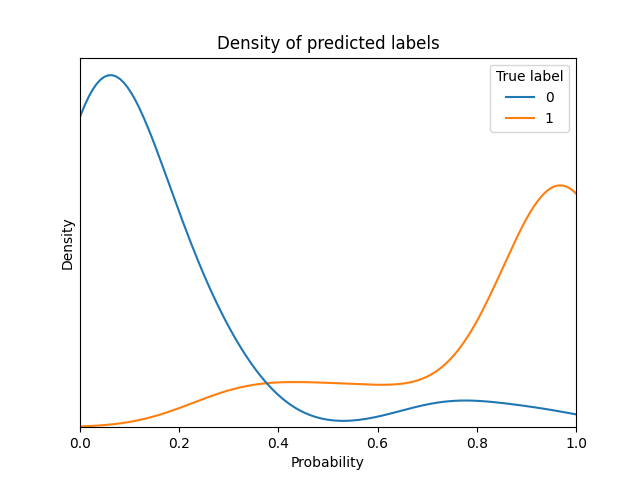 Density of predicted labels
True label
0
1
Density
0.0 0.2 0.4 0.6 0.8 1.0
Probability